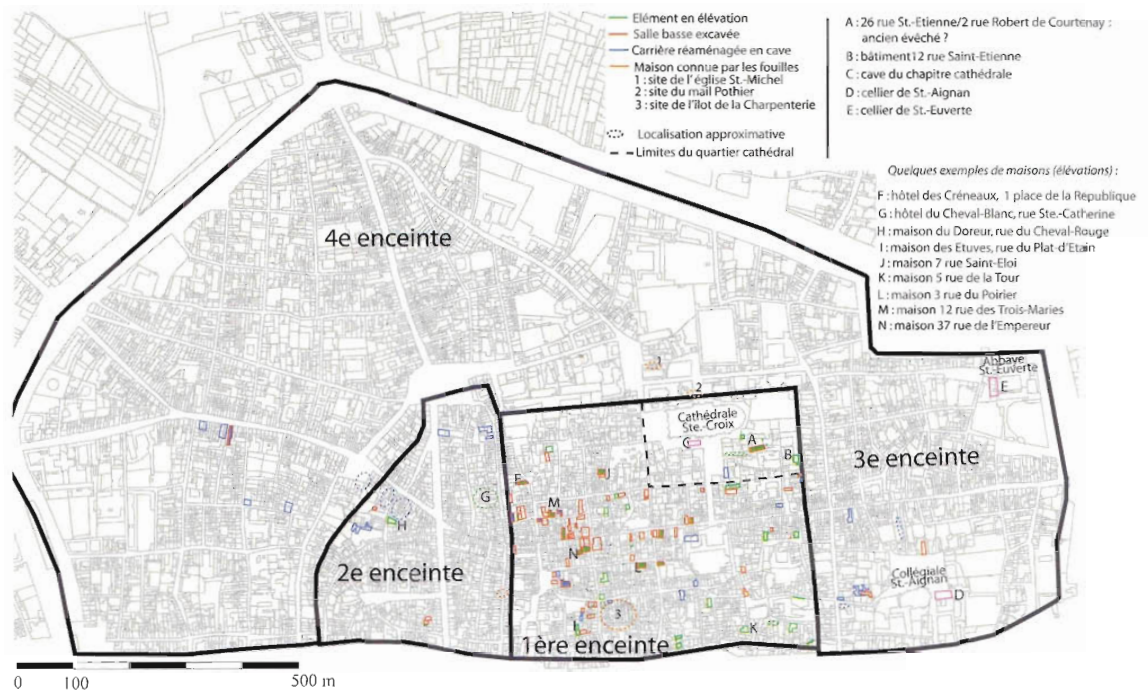 Elément en élévation
Salle basse excavée
Carrière réaménagée en cave
Maison connue par les fouilles
1 : site de l'église St.-Michel
2 : site du mail Pothier
3 : site de l'îlot de la Charpenterie
Localisation approximative
Limites du quartier cathédral
A : 26 rue St.-Etienne/2 rue Robert de Courtenay :
ancien évêché ?
B : bâtiment12 rue Saint-Etienne
C : cave du chapitre cathédrale
D : cellier de St.-Aignan
E : cellier de St.-Euverte
Quelques exemples de maisons (élévations) :
F : hôtel des Créneaux, 1 place de la République
G : hôtel du Cheval-Blanc, rue Ste.-Catherine
H : maison du Doreur, rue du Cheval-Rouge
I : maison des Etuves, rue du Plat-d'Etain
J : maison 7 rue Saint-Eloi
K : maison 5 rue de la Tour
L : maison 3 rue du Poirier
M : maison 12 rue des Trois-Maries
N : maison 37 rue de l'Empereur
4e enceinte
1
2
Abbaye
St.-Euverte
E
Cathédrale
Ste.-Croix
C
A
B
3e enceinte
F
J
G
M
H
N
L
2e enceinte
Collégiale
St.-Aignan
D
3
I
K
1ère enceinte
0 100 500 m